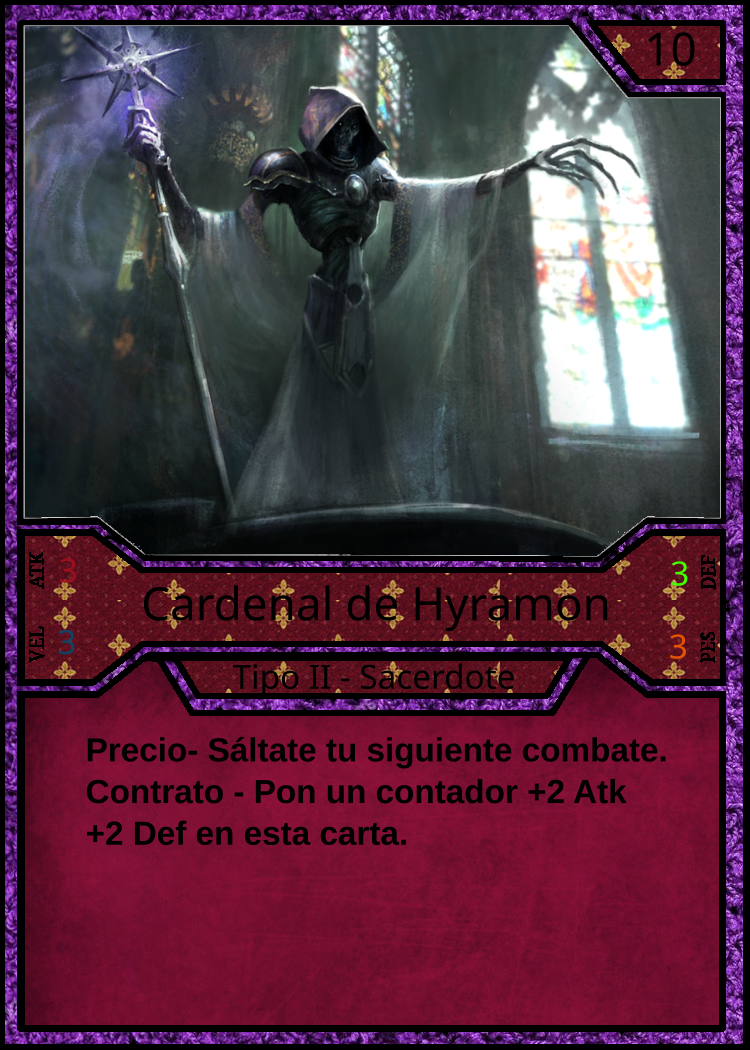 10
ATK 3
3 DEF
Cardenal de Hyramon
VEL 3
3 PES
Tipo II - Sacerdote
Precio- Sáltate tu siguiente combate.
Contrato - Pon un contador +2 Atk
+2 Def en esta carta.